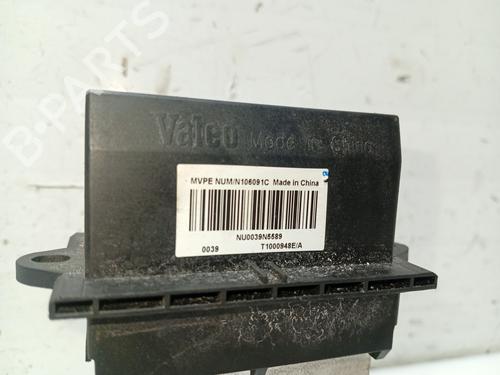 Valeo Made in China
MVPE NUM/N106091C Made in China
NU0039N5589
0039 T1000948E/A
B-PARTS